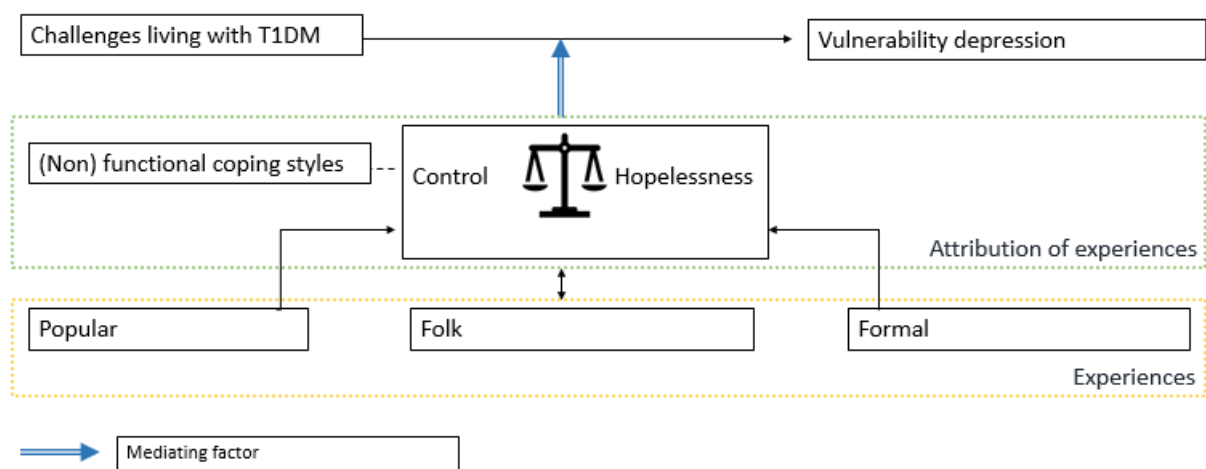 Challenges living with T1DM
Vulnerability depression
(Non) functional coping styles
Control
Hopelessness
Attribution of experiences
Popular
Folk
Formal
Experiences
Mediating factor